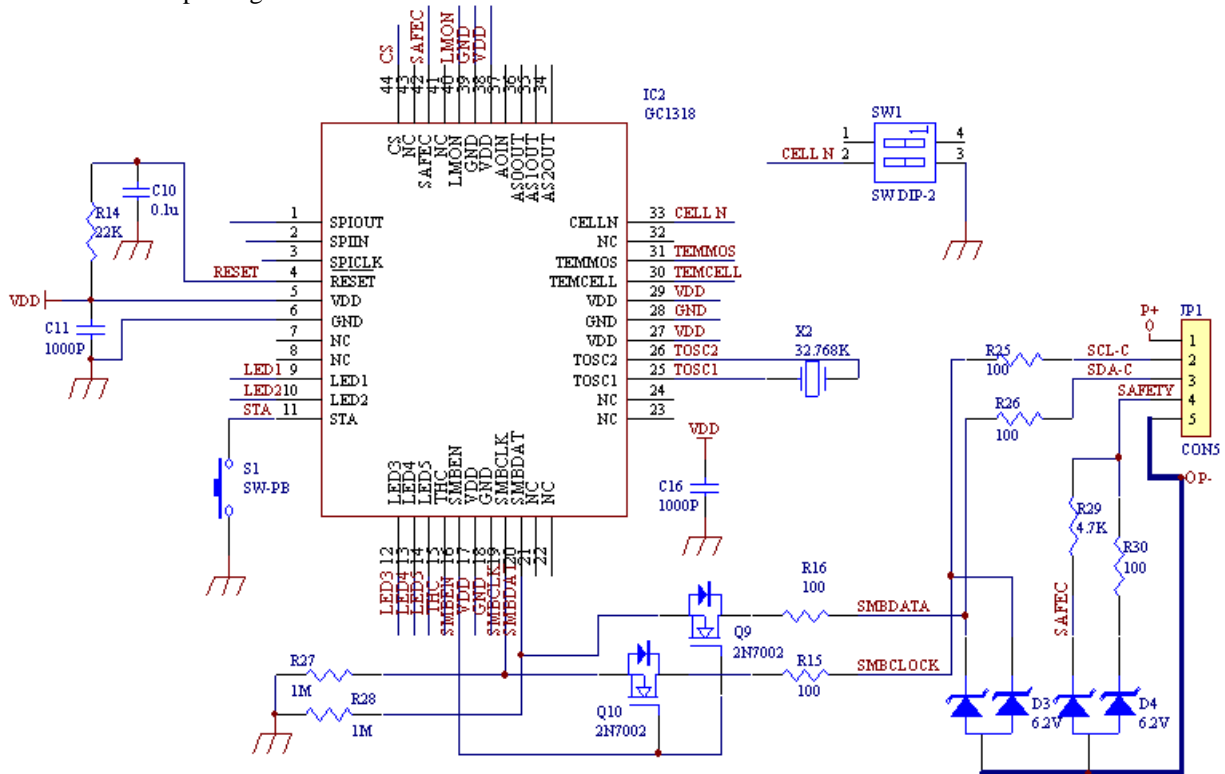 CS
SAFEC
LMON
GND
VDD
44
43
42
41
40
39
38
37
36
35
34
IC2
GC1318
CS
NC
SAFEC
NC
LMON
GND
VDD
AOIN
AS0OUT
AS1OUT
AS2OUT
SW1
1
2
4
3
1
CELL N
SW DIP-2
C10
0.1u
R14
22K
RESET
VDD
C11
1000P
1 SPIOUT
2 SPIIN
3 SPICLK
4 RESET
5 VDD
6 GND
7 NC
8 NC
LED1 9 LED1
LED2 10 LED2
STA 11 STA
CELLN 33 CELL N
NC 32
TEMMOS 31 TEMMOS
TEMCELL 30 TEMCELL
VDD 29 VDD
GND 28 GND
VDD 27 VDD
TOSC2 26 TOSC2
TOSC1 25 TOSC1
NC 24
NC 23
X2
32.768K
P+
JP1
1
2
3
4
5
CON5
R25
100
SCL-C
SDA-C
SAFETY
R26
100
P-
VDD
C16
1000P
S1
SW-PB
LED3
LED4
LED5
THC
SMBEN
VDD
GND
SMBCLK
SMBDAT
NC
NC
12
13
14
15
16
17
18
19
20
21
22
LED3
LED4
LED5
THC
SMBEN
VDD
GND
SMBCLK
SMBDAT
R29
4.7K
R30
100
SAFEC
R16
100
SMBDATA
Q9
2N7002
R15
100
SMBCLOCK
R27
1M
R28
1M
Q10
2N7002
D3
6.2V
D4
6.2V